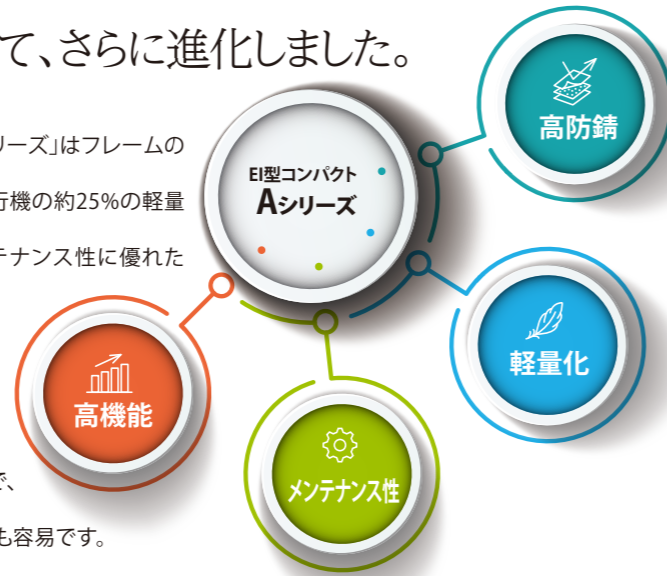 て、さらに進化しました。
リーズ」はフレームの
行機の約25%の軽量
テナンス性に優れた
で、
も容易です。
EI型コンパクト
Aシリーズ
高防錆
軽量化
メンテナンス性
高機能